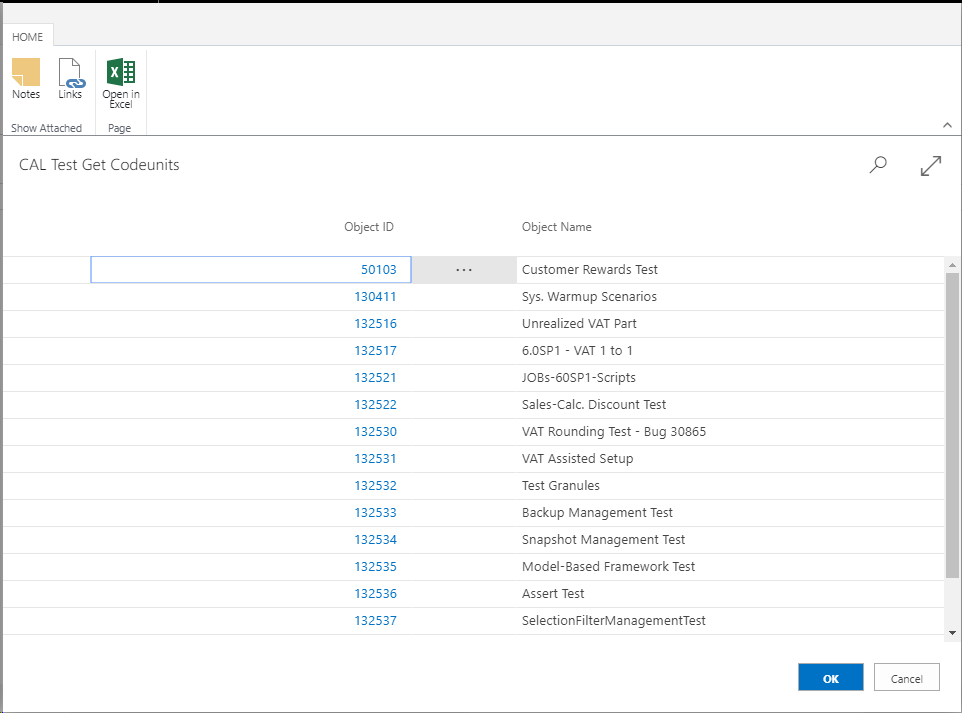 HOME
Notes
Links
Open in
Excel
Show Attached
Page
CAL Test Get Codeunits
Object ID Object Name
50103 ... Customer Rewards Test
130411 Sys. Warmup Scenarios
132516 Unrealized VAT Part
132517 6.0SP1 - VAT 1 to 1
132521 JOBs-60SP1-Scripts
132522 Sales-Calc. Discount Test
132530 VAT Rounding Test - Bug 30865
132531 VAT Assisted Setup
132532 Test Granules
132533 Backup Management Test
132534 Snapshot Management Test
132535 Model-Based Framework Test
132536 Assert Test
132537 SelectionFilterManagementTest
OK Cancel